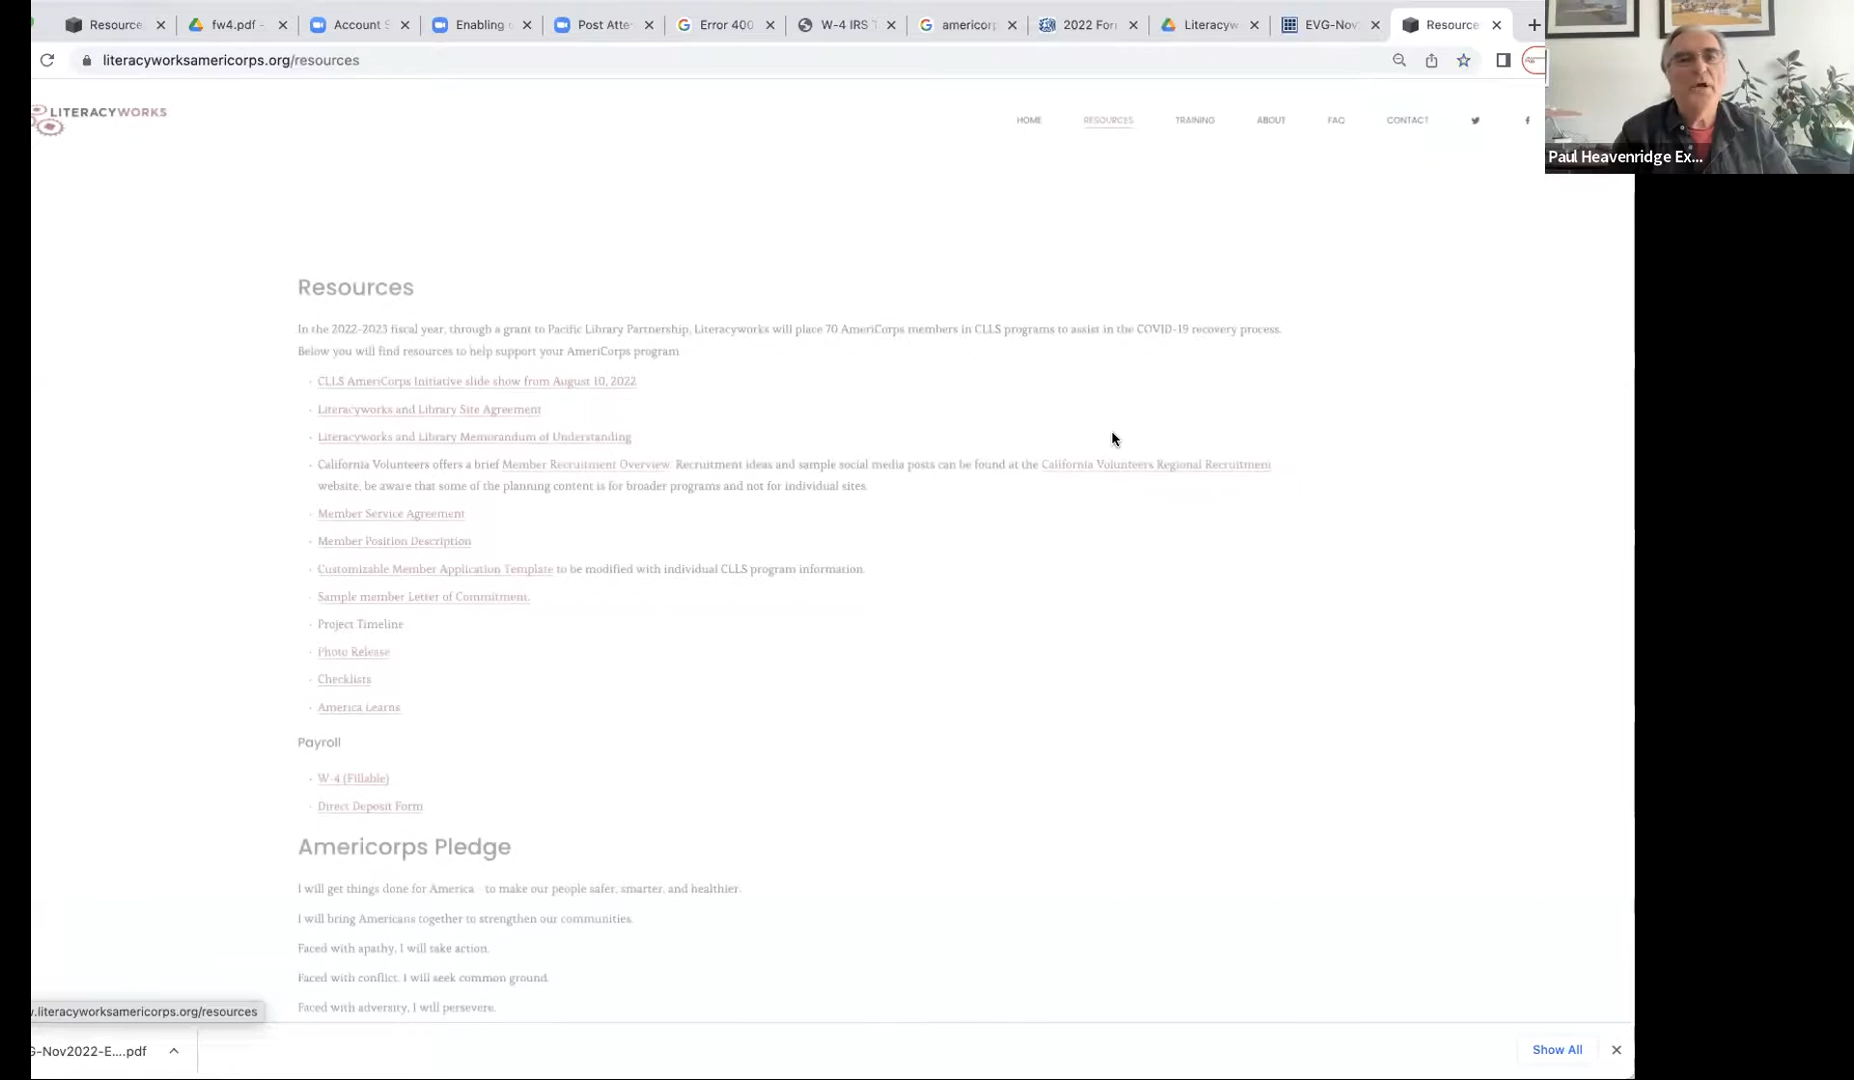 Resource
fw4.pdf -
Account S
Enabling
Post Atte
Error 400
W-4 IRS T
americorp
2022 For
Literacyw
EVG-Nov
Resource
literacyworksamericorps.org/resources
LITERACYWORKS
HOME
RESOURCES
TRAINING
ABOUT
FAQ
CONTACT
Paul Heavenridge Ex...
Resources
In the 2022-2023 fiscal year, through a grant to Pacific Library Partnership, Literacyworks will place 70 AmeriCorps members in CLLS programs to assist in the COVID-19 recovery process.
Below you will find resources to help support your AmeriCorps program
CLLS AmeriCorps Initiative slide show from August 10, 2022
Literacyworks and Library Site Agreement
Literacyworks and Library Memorandum of Understanding
California Volunteers offers a brief Member Recruitment Overview. Recruitment ideas and sample social media posts can be found at the California Volunteers Regional Recruitment
website, be aware that some of the planning content is for broader programs and not for individual sites.
Member Service Agreement
Member Position Description
Customizable Member Application Template to be modified with individual CLLS program information.
Sample member Letter of Commitment.
Project Timeline
Photo Release
Checklists
America Learns
Payroll
W-4 (Fillable)
Direct Deposit Form
Americorps Pledge
I will get things done for America - to make our people safer, smarter, and healthier.
I will bring Americans together to strengthen our communities.
Faced with apathy, I will take action.
Faced with conflict, I will seek common ground.
Faced with adversity, I will persevere.
.literacyworksamericorps.org/resources
G-Nov2022-E....pdf
Show All